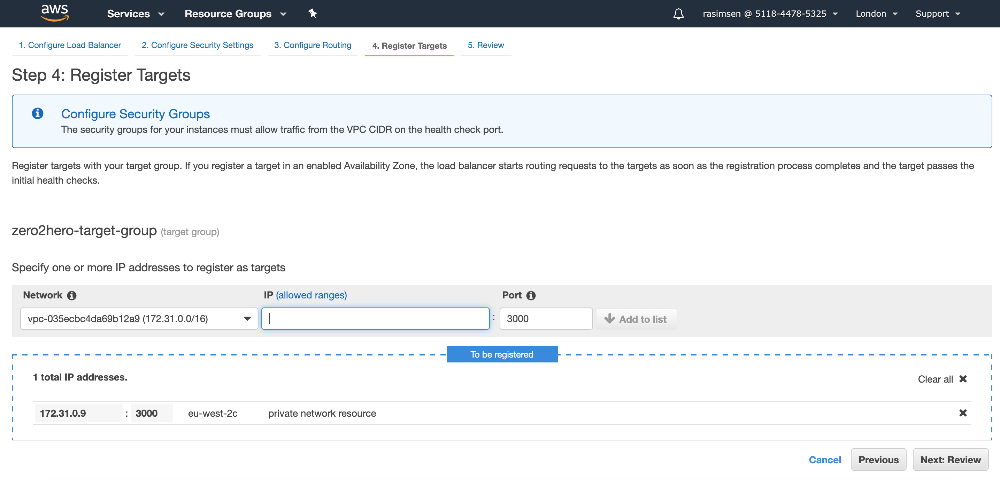 aws Services Resource Groups rasimsen @ 5118-4478-5325 London Support
1. Configure Load Balancer 2. Configure Security Settings 3. Configure Routing 4. Register Targets 5. Review
Step 4: Register Targets
Configure Security Groups
The security groups for your instances must allow traffic from the VPC CIDR on the health check port.
Register targets with your target group. If you register a target in an enabled Availability Zone, the load balancer starts routing requests to the targets as soon as the registration process completes and the target passes the
initial health checks.
zero2hero-target-group (target group)
Specify one or more IP addresses to register as targets
Network IP (allowed ranges) Port
vpc-035ecbc4da69b12a9 (172.31.0.0/16) : 3000 Add to list
To be registered
1 total IP addresses. Clear all
172.31.0.9 : 3000 eu-west-2c private network resource
Cancel Previous Next: Review